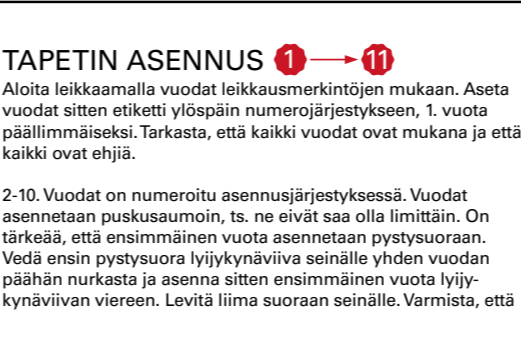 TAPETIN ASENNUS 1 → 11
Aloita leikkaamalla vuodat leikkausmerkintöjen mukaan. Aseta
vuodat sitten etiketti ylöspäin numerojärjestykseen, 1. vuota
päällimmäiseksi. Tarkasta, että kaikki vuodat ovat mukana ja että
kaikki ovat ehjiä.
2-10. Vuodat on numeroitu asennusjärjestyksessä. Vuodat
asennetaan puskusaumoin, ts. ne eivät saa olla limittäin. On
tärkeää, että ensimmäinen vuota asennetaan pystysuoraan.
Vedä ensin pystysuora lyijykynäviiva seinälle yhden vuodan
päähän nurkasta ja asenna sitten ensimmäinen vuota lyijy-
kynäviivan viereen. Levitä liima suoraan seinälle. Varmista, että